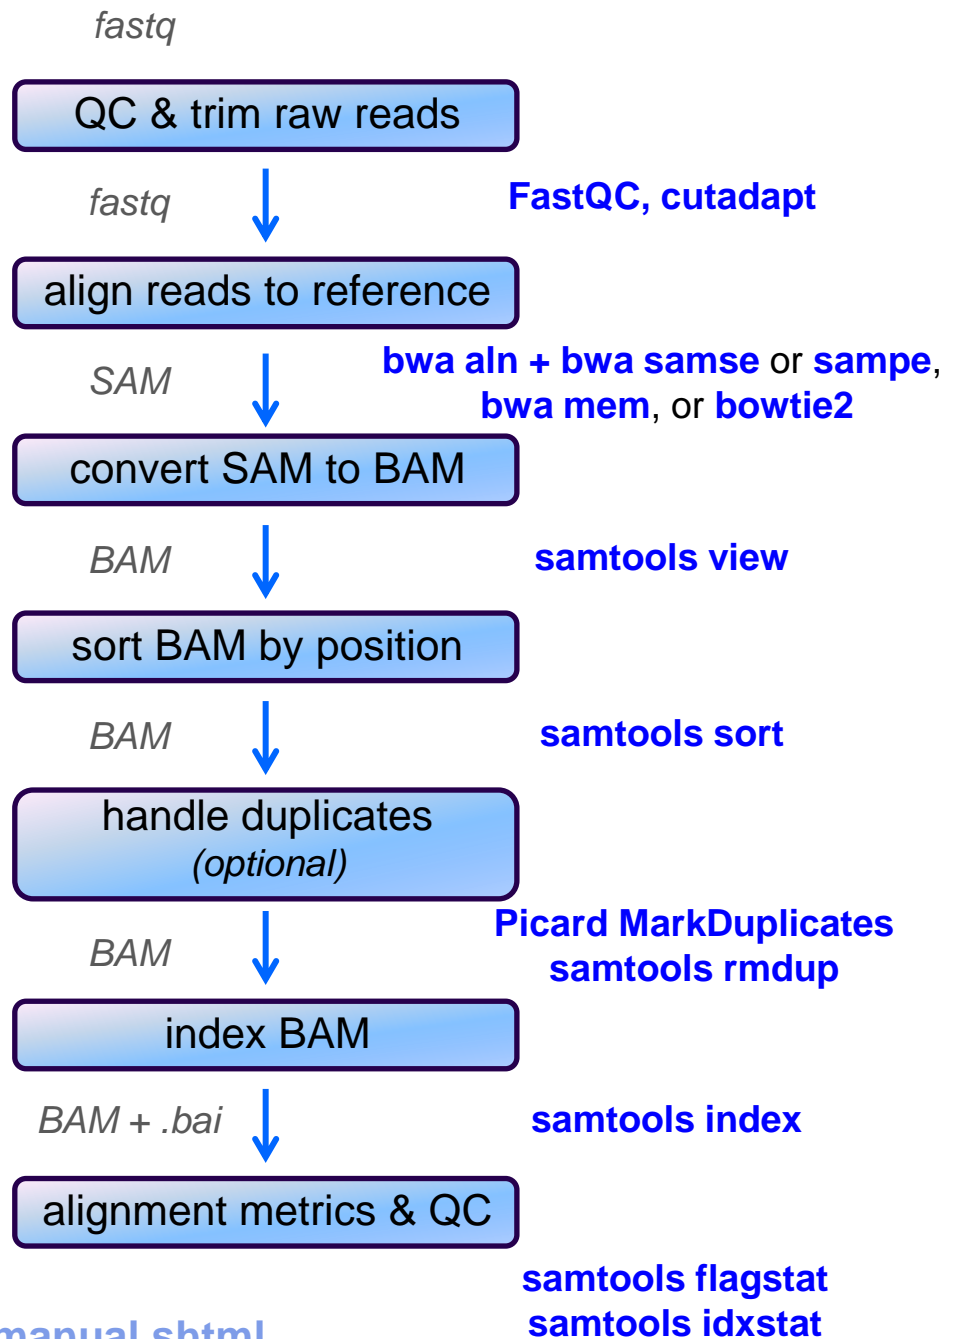 fastq
QC & trim raw reads
fastq
FastQC, cutadapt
align reads to reference
SAM
bwa aln + bwa samse or sampe,
bwa mem, or bowtie2
convert SAM to BAM
BAM
samtools view
sort BAM by position
BAM
samtools sort
handle duplicates
(optional)
BAM
Picard MarkDuplicates
samtools rmdup
index BAM
BAM + .bai
samtools index
alignment metrics & QC
samtools flagstat
samtools idxstat
manual.shtml